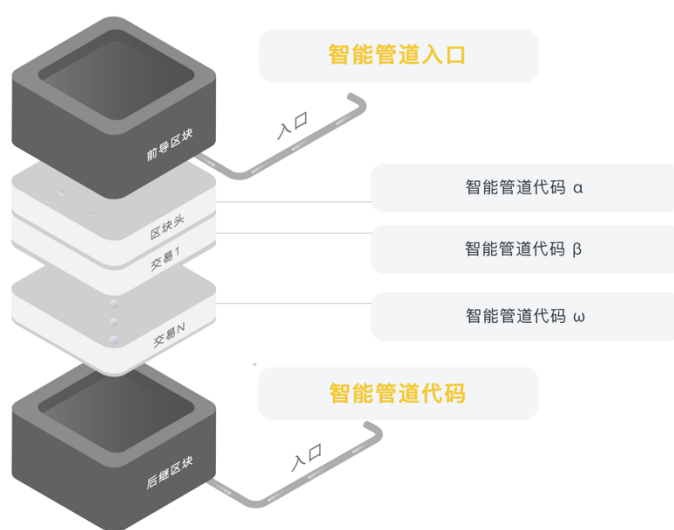 智能管道入口
入口
前导区块
智能管道代码 α
区块头
智能管道代码 β
交易1
智能管道代码 ω
交易N
智能管道代码
入口
后继区块